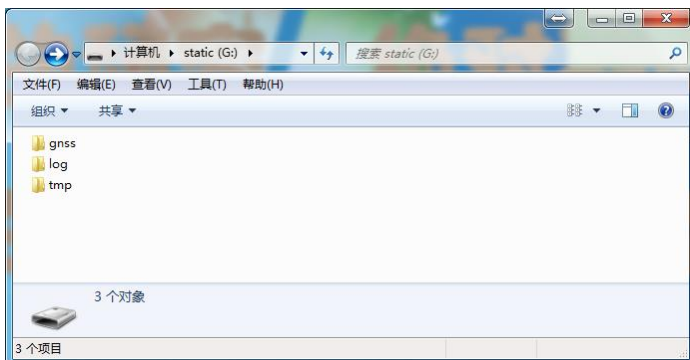 计算机 static (G:)
搜索 static (G:)
文件(F) 编辑(E) 查看(V) 工具(T) 帮助(H)
组织 共享
gnss
log
tmp
3 个对象
3 个项目